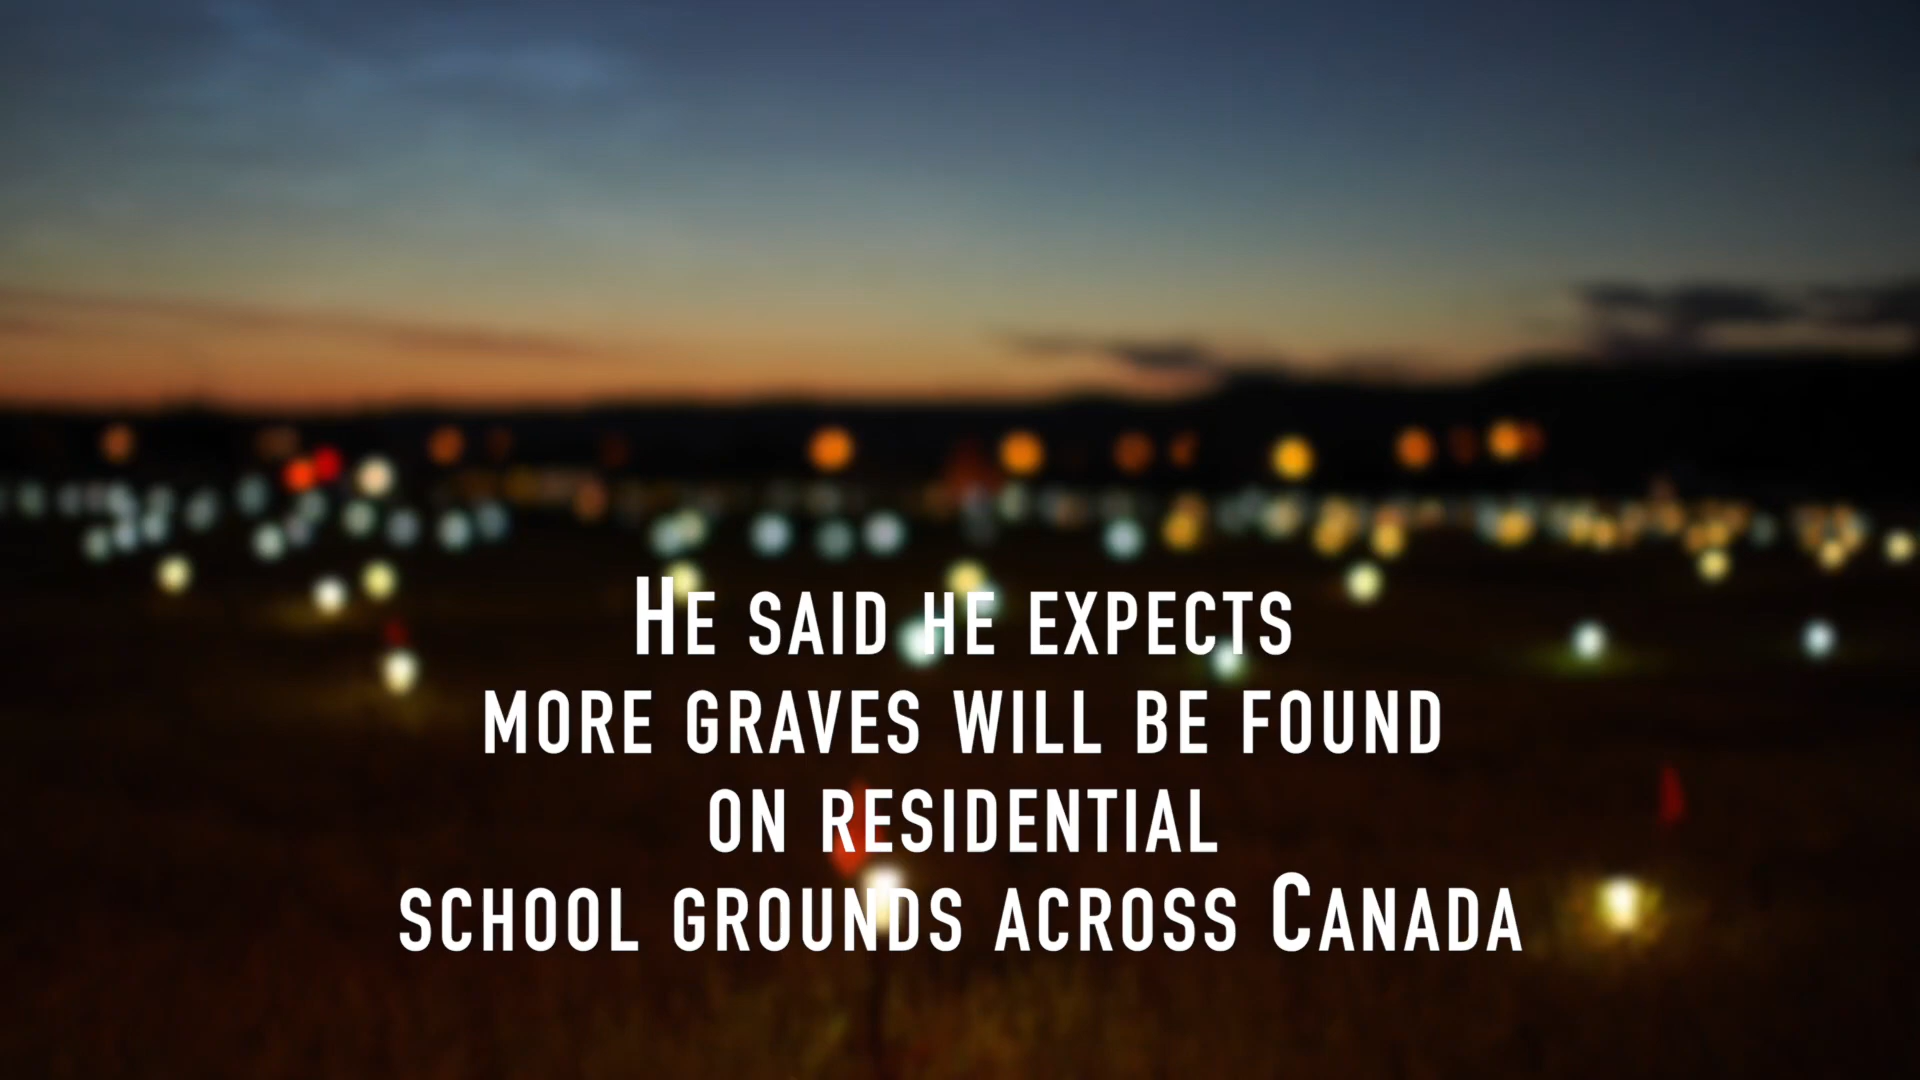 He said he expects
more graves will be found
on residential
school grounds across Canada